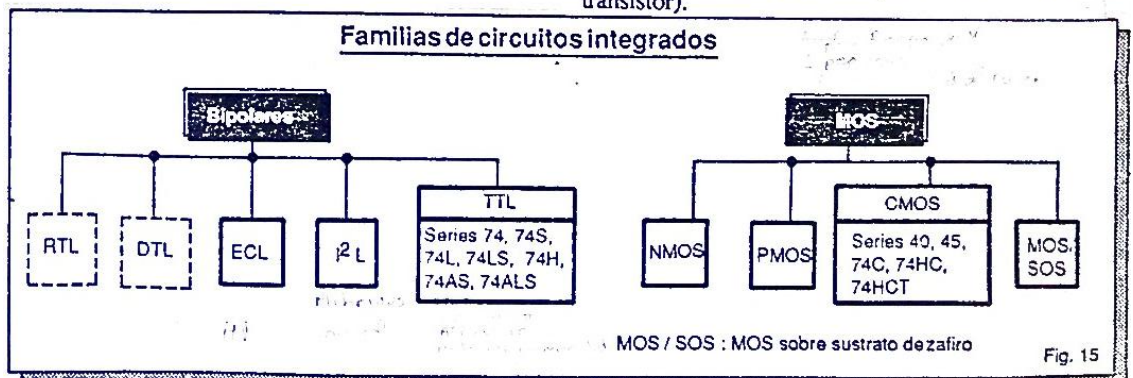 transistor).
Familias de circuitos integrados
Bipolares
MOS
RTL
DTL
ECL
I²L
TTL
Series 74, 74S,
74L, 74LS, 74H,
74AS, 74ALS
NMOS
PMOS
CMOS
Series 40, 45,
74C, 74HC,
74HCT
MOS/
SOS
MOS / SOS : MOS sobre sustrato de zafiro
Fig. 15